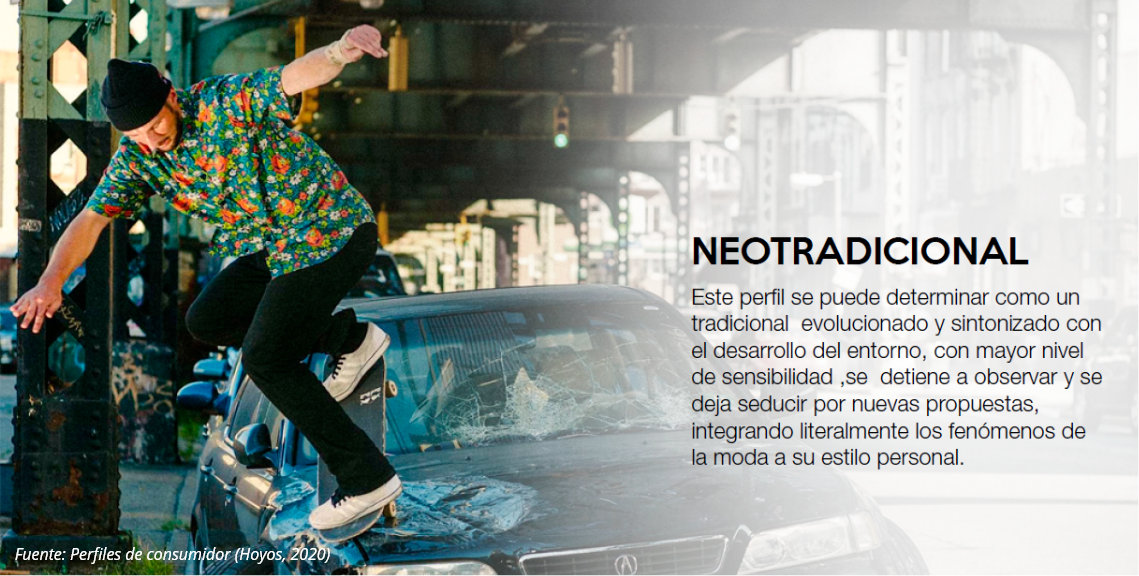 NEOTRADICIONAL
Este perfil se puede determinar como un
tradicional  evolucionado y sintonizado con
el desarrollo del entorno, con mayor nivel
de sensibilidad ,se  detiene a observar y se
deja seducir por nuevas propuestas,
integrando literalmente los fenómenos de
la moda a su estilo personal.
Fuente: Perfiles de consumidor (Hoyos, 2020)